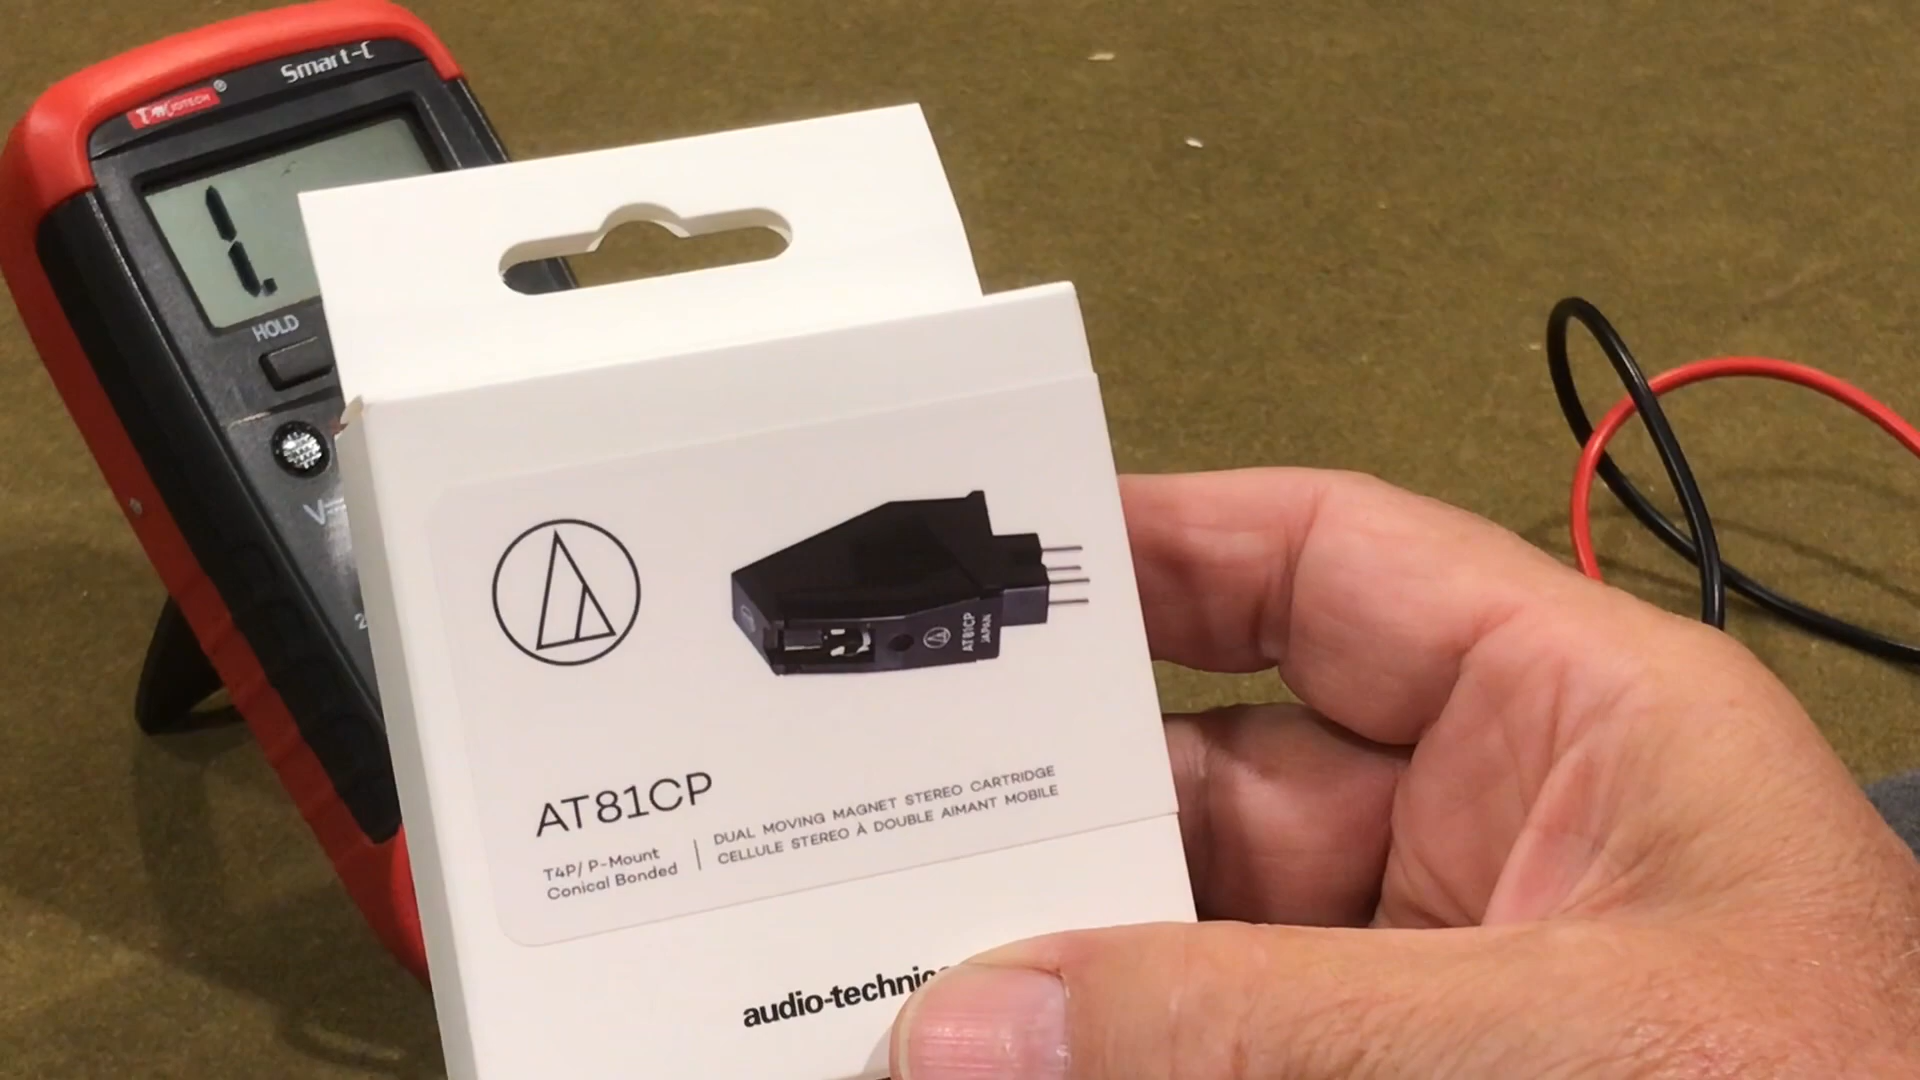 Smart-C
HOLD
V
2
AT81CP
JAPAN
AT81CP
T4P/ P-Mount
Conical Bonded
DUAL MOVING MAGNET STEREO CARTRIDGE
CELLULE STEREO À DOUBLE AIMANT MOBILE
audio-technic